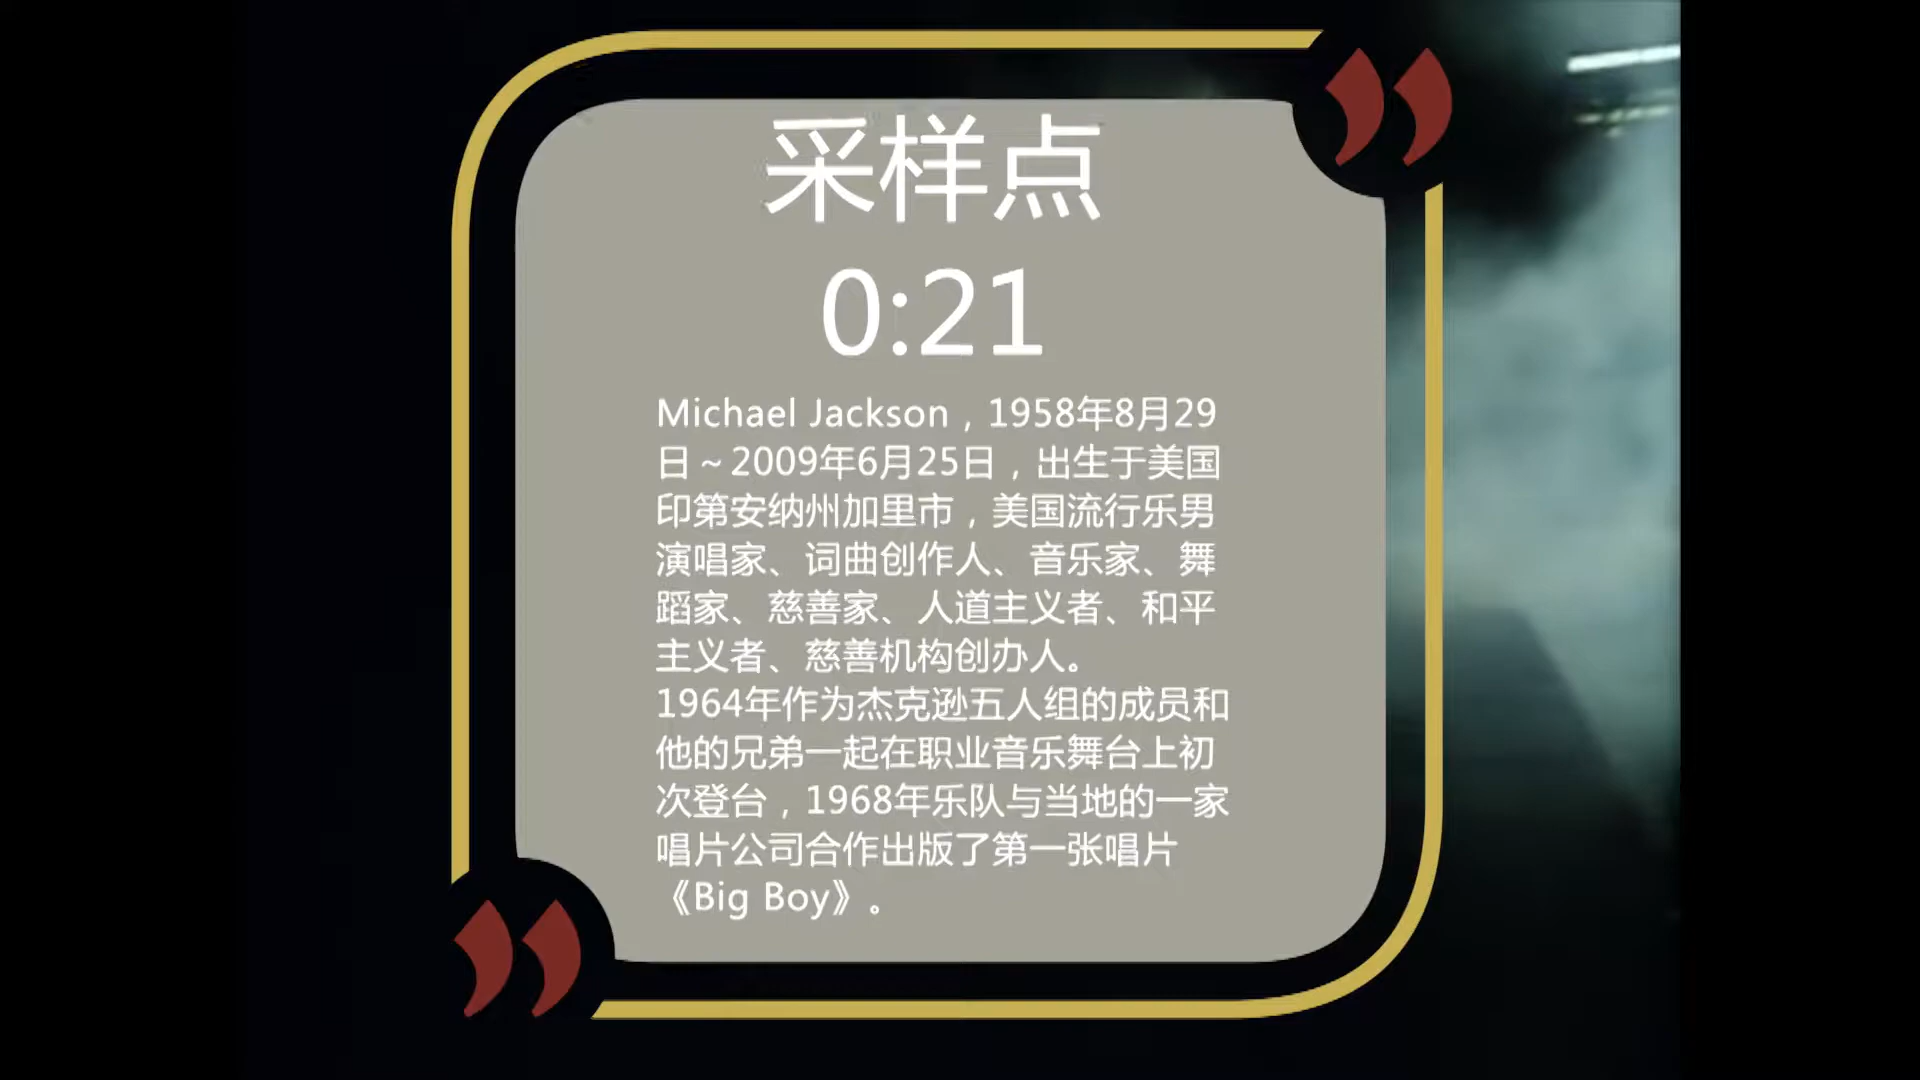 采样点
0:21
Michael Jackson，1958年8月29
日～2009年6月25日，出生于美国
印第安纳州加里市，美国流行乐男
演唱家、词曲创作人、音乐家、舞
蹈家、慈善家、人道主义者、和平
主义者、慈善机构创办人。
1964年作为杰克逊五人组的成员和
他的兄弟一起在职业音乐舞台上初
次登台，1968年乐队与当地的一家
唱片公司合作出版了第一张唱片
《Big Boy》。